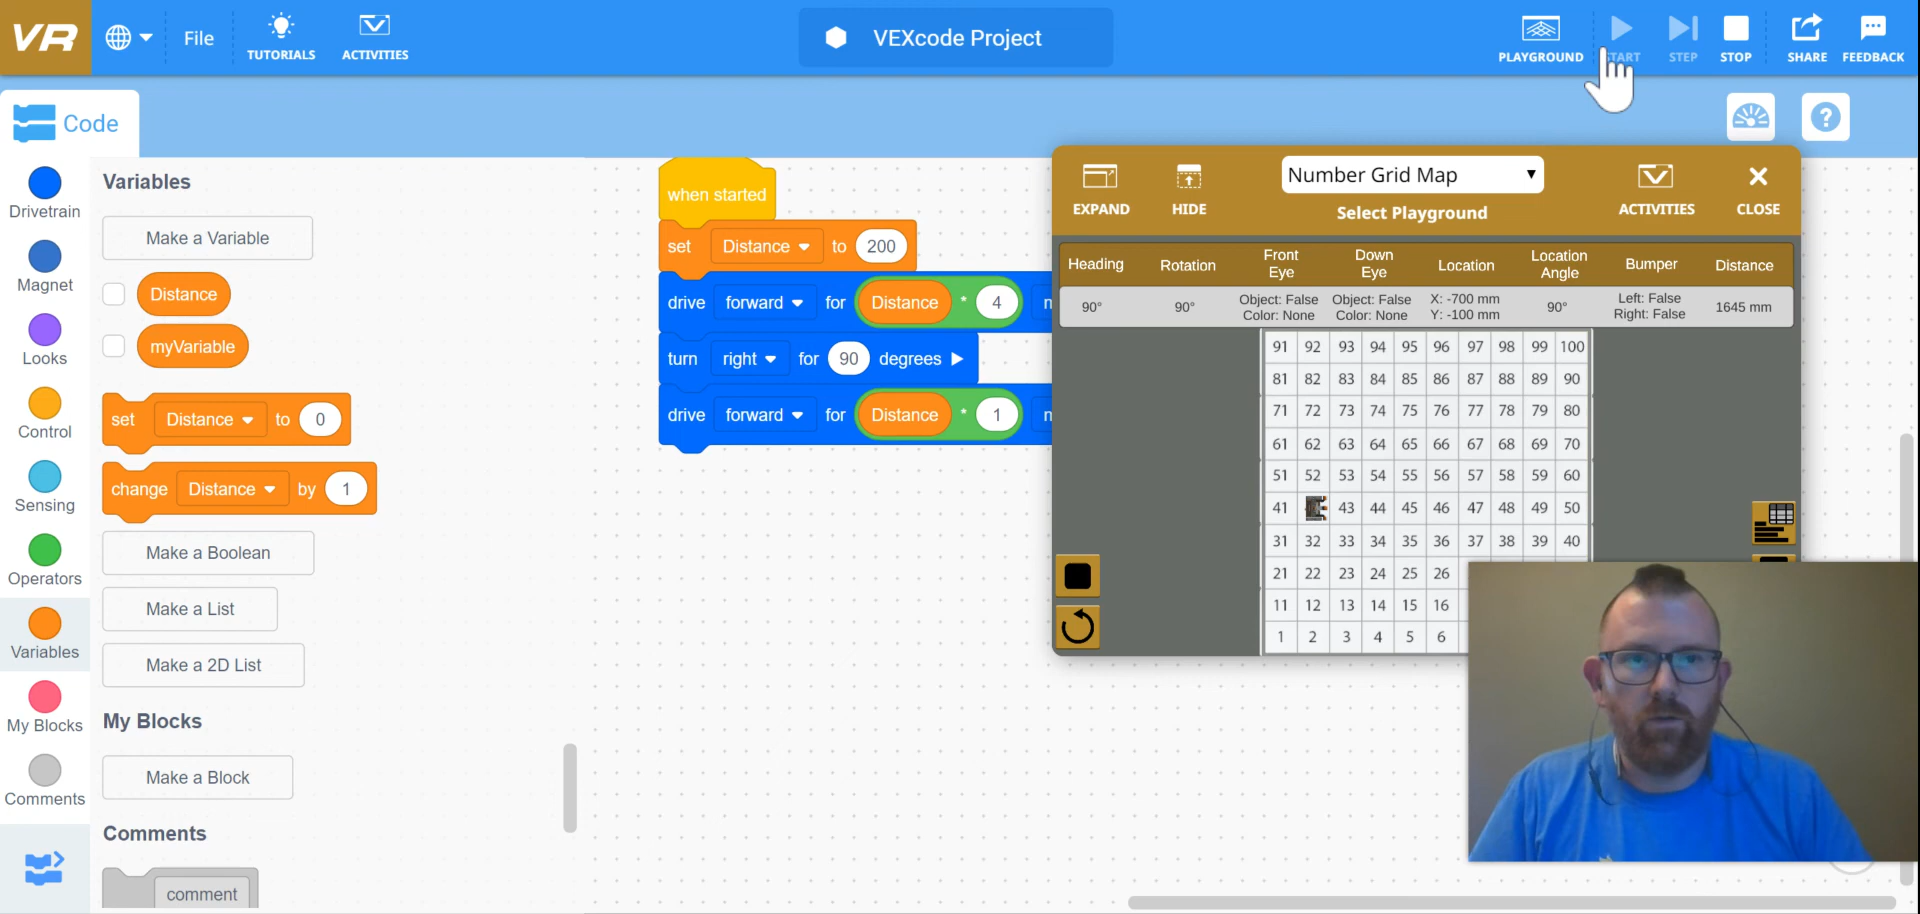 VR
File
TUTORIALS
ACTIVITIES
VEXcode Project
PLAYGROUND
START
STEP
STOP
SHARE
FEEDBACK
Code
?
Drivetrain
Magnet
Looks
Control
Sensing
Operators
Variables
My Blocks
Comments
Variables
Make a Variable
Distance
myVariable
set Distance to 0
change Distance by 1
Make a Boolean
Make a List
Make a 2D List
My Blocks
Make a Block
Comments
comment
when started
set Distance to 200
drive forward for Distance * 4
turn right for 90 degrees
drive forward for Distance * 1
EXPAND
HIDE
Number Grid Map
Select Playground
ACTIVITIES
CLOSE
Heading Rotation Front Eye Down Eye Location Location Angle Bumper Distance
90° 90° Object: False Color: None Object: False Color: None X: -700 mm Y: -100 mm 90° Left: False Right: False 1645 mm
91 92 93 94 95 96 97 98 99 100
81 82 83 84 85 86 87 88 89 90
71 72 73 74 75 76 77 78 79 80
61 62 63 64 65 66 67 68 69 70
51 52 53 54 55 56 57 58 59 60
41 43 44 45 46 47 48 49 50
31 32 33 34 35 36 37 38 39 40
21 22 23 24 25 26
11 12 13 14 15 16
1 2 3 4 5 6